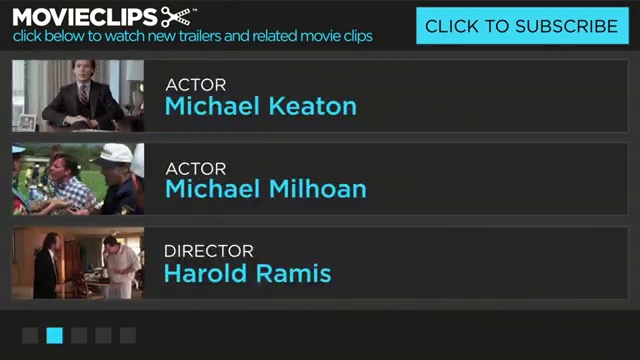 MOVIECLIPS™
click below to watch new trailers and related movie clips
CLICK TO SUBSCRIBE
ACTOR
Michael Keaton
ACTOR
Michael Milhoan
DIRECTOR
Harold Ramis